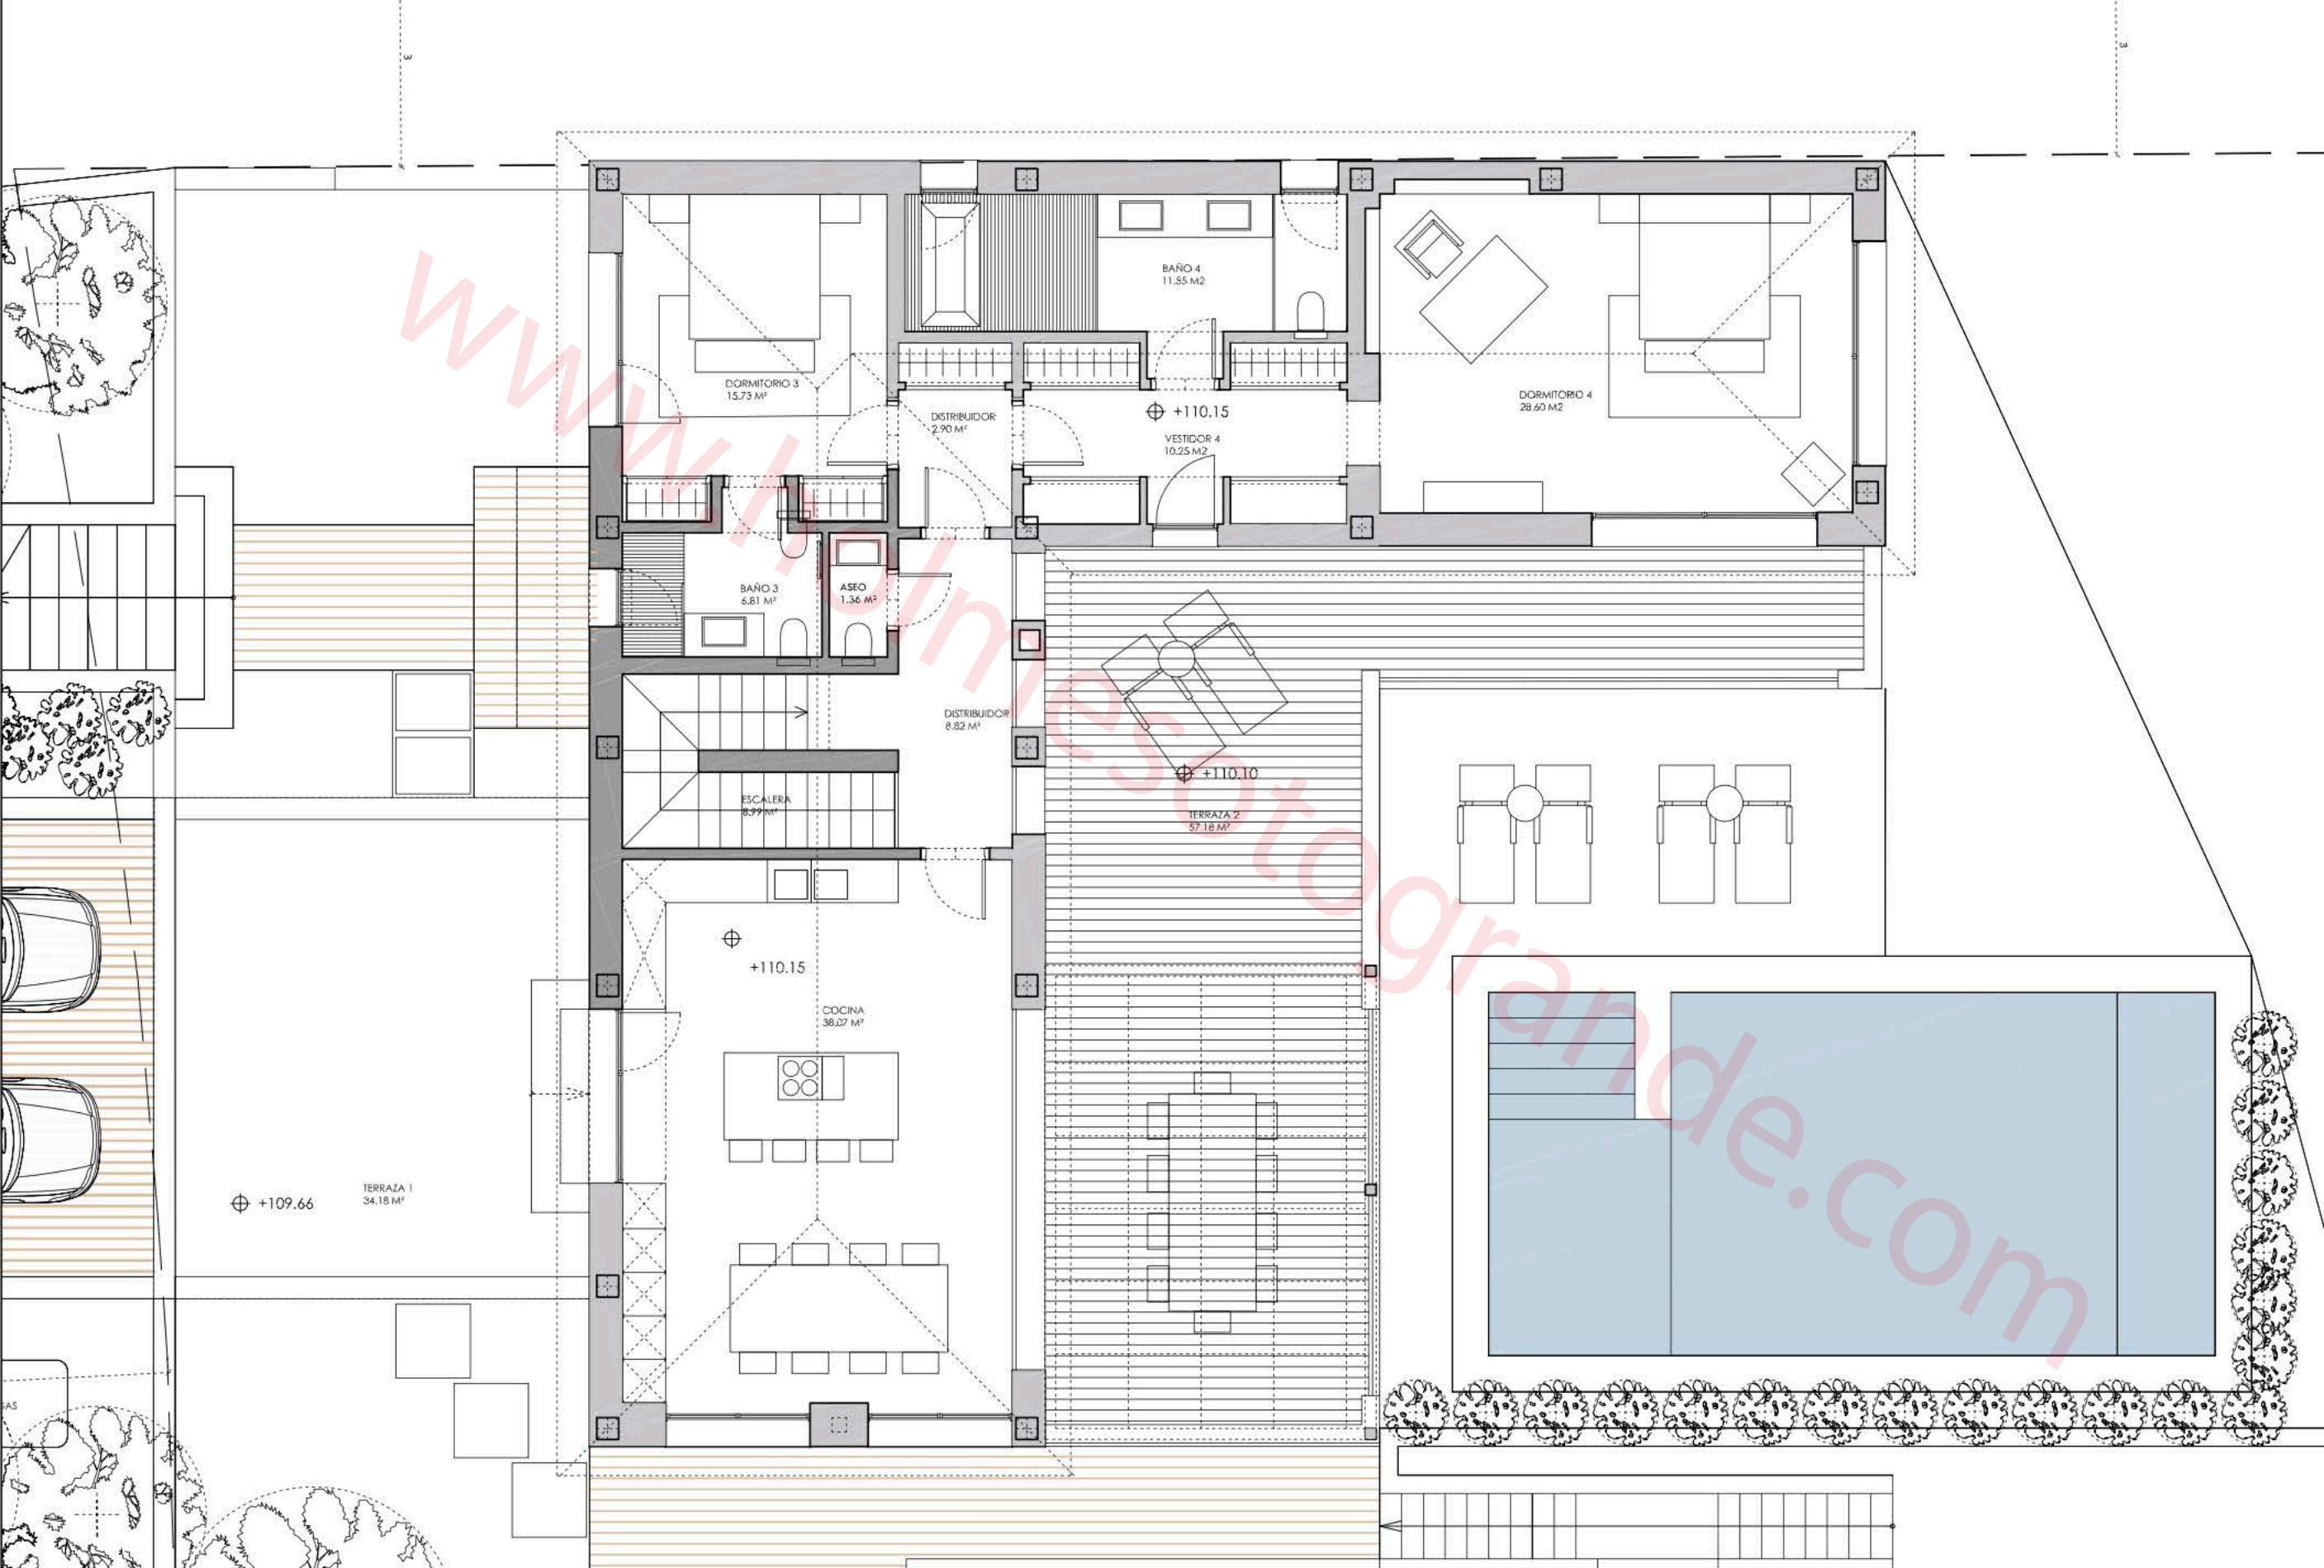 3
3
BAÑO 4
11.85 M2
DORMITORIO 3
15.73 M²
DORMITORIO 4
28.60 M2
DISTRIBUIDOR
2.90 M²
+110.15
VESTIDOR 4
10.25 M2
BAÑO 3
6.81 M²
ASEO
1.36 M²
DISTRIBUIDOR
8.82 M²
+110.10
ESCALERA
8.99 M²
TERRAZA 2
57.18 M²
+110.15
COCINA
38.07 M²
+109.66
TERRAZA 1
34.18 M²
www.holmesotogrande.com